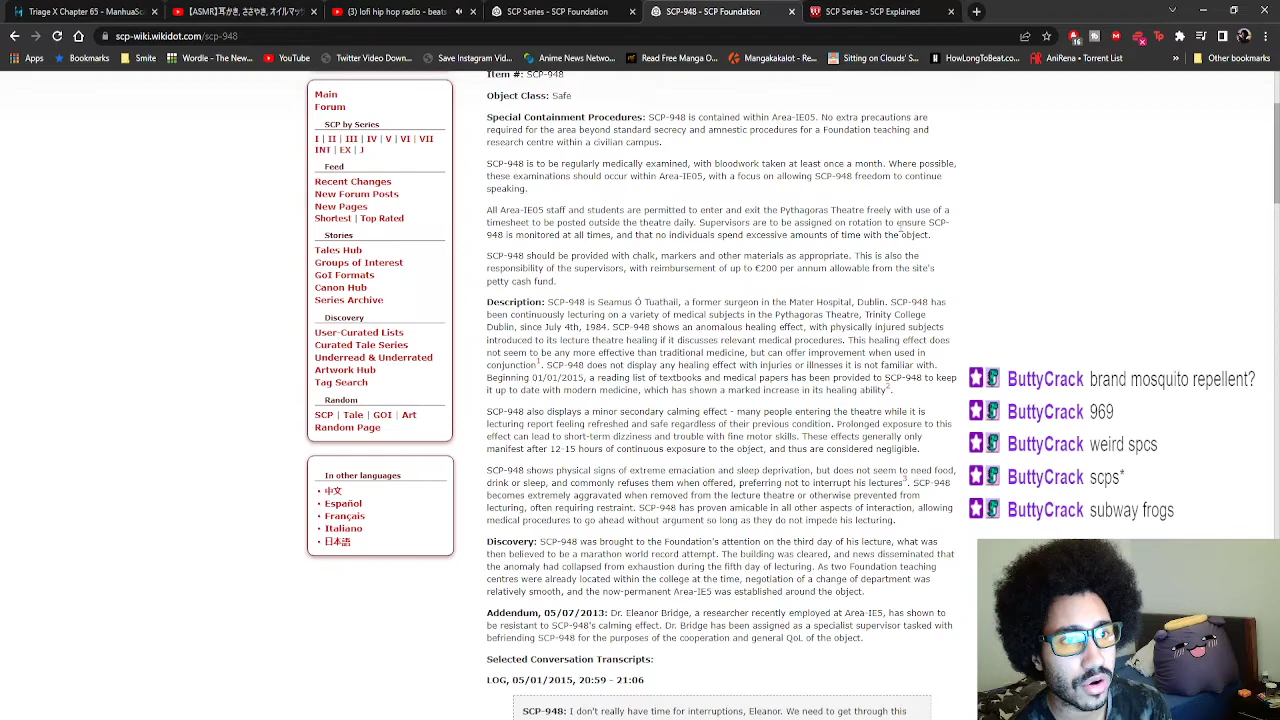 Triage X Chapter 65 - ManhuaSc
【ASMR】耳かき、ささやき、オイルマッ
(3) lofi hip hop radio - beats
SCP Series - SCP Foundation
SCP-948 - SCP Foundation
SCP Series - SCP Explained
scp-wiki.wikidot.com/scp-948
16
Apps
Bookmarks
Smite
Wordle - The New...
YouTube
Twitter Video Down...
Save Instagram Video...
Anime News Networ...
Read Free Manga O...
Mangakakalot - Re...
Sitting on Clouds' S...
HowLongToBeat.co...
AniRena | Torrent List
»
Other bookmarks
Main
Forum
SCP by Series
I | II | III | IV | V | VI | VII
INT | EX | J
Feed
Recent Changes
New Forum Posts
New Pages
Shortest | Top Rated
Stories
Tales Hub
Groups of Interest
GoI Formats
Canon Hub
Series Archive
Discovery
User-Curated Lists
Curated Tale Series
Underread & Underrated
Artwork Hub
Tag Search
Random
SCP | Tale | GOI | Art
Random Page
In other languages
中文
Español
Français
Italiano
日本語
Item #: SCP-948
Object Class: Safe
Special Containment Procedures: SCP-948 is contained within Area-IE05. No extra precautions are
required for the area beyond standard secrecy and amnestic procedures for a Foundation teaching and
research centre within a civilian campus.
SCP-948 is to be regularly medically examined, with bloodwork taken at least once a month. Where possible,
these examinations should occur within Area-IE05, with a focus on allowing SCP-948 freedom to continue
speaking.
All Area-IE05 staff and students are permitted to enter and exit the Pythagoras Theatre freely with use of a
timesheet to be posted outside the theatre daily. Supervisors are to be assigned on rotation to ensure SCP-
948 is monitored at all times, and that no individuals spend excessive amounts of time with the object.
SCP-948 should be provided with chalk, markers and other materials as appropriate. This is also the
responsibility of the supervisors, with reimbursement of up to €200 per annum allowable from the site's
petty cash fund.
Description: SCP-948 is Seamus Ó Tuathail, a former surgeon in the Mater Hospital, Dublin. SCP-948 has
been continuously lecturing on a variety of medical subjects in the Pythagoras Theatre, Trinity College
Dublin, since July 4th, 1984. SCP-948 shows an anomalous healing effect, with physically injured subjects
introduced to its lecture theatre healing if it discusses relevant medical procedures. This healing effect does
not seem to be any more effective than traditional medicine, but can offer improvement when used in
conjunction1. SCP-948 does not display any healing effect with injuries or illnesses it is not familiar with.
Beginning 01/01/2015, a reading list of textbooks and medical papers has been provided to SCP-948 to keep
it up to date with modern medicine, which has shown a marked increase in its healing ability2.
SCP-948 also displays a minor secondary calming effect - many people entering the theatre while it is
lecturing report feeling refreshed and safe regardless of their previous condition. Prolonged exposure to this
effect can lead to short-term dizziness and trouble with fine motor skills. These effects generally only
manifest after 12-15 hours of continuous exposure to the object, and thus are considered negligible.
SCP-948 shows physical signs of extreme emaciation and sleep deprivation, but does not seem to need food,
drink or sleep, and commonly refuses them when offered, preferring not to interrupt his lectures3. SCP-948
becomes extremely aggravated when removed from the lecture theatre or otherwise prevented from
lecturing, often requiring restraint. SCP-948 has proven amicable in all other aspects of interaction, allowing
medical procedures to go ahead without argument so long as they do not impede his lecturing.
Discovery: SCP-948 was brought to the Foundation's attention on the third day of his lecture, what was
then believed to be a marathon world record attempt. The building was cleared, and news disseminated that
the anomaly had collapsed from exhaustion during the fifth day of lecturing. As two Foundation teaching
centres were already located within the college at the time, negotiation of a change of department was
relatively smooth, and the now-permanent Area-IE5 was established around the object.
Addendum, 05/07/2013: Dr. Eleanor Bridge, a researcher recently employed at Area-IE5, has shown to
be resistant to SCP-948's calming effect. Dr. Bridge has been assigned as a specialist supervisor tasked with
befriending SCP-948 for the purposes of the cooperation and general QoL of the object.
Selected Conversation Transcripts:
LOG, 05/01/2015, 20:59 - 21:06
SCP-948: I don't really have time for interruptions, Eleanor. We need to get through this
ButtyCrack brand mosquito repellent?
ButtyCrack 969
ButtyCrack weird spcs
ButtyCrack scps*
ButtyCrack subway frogs